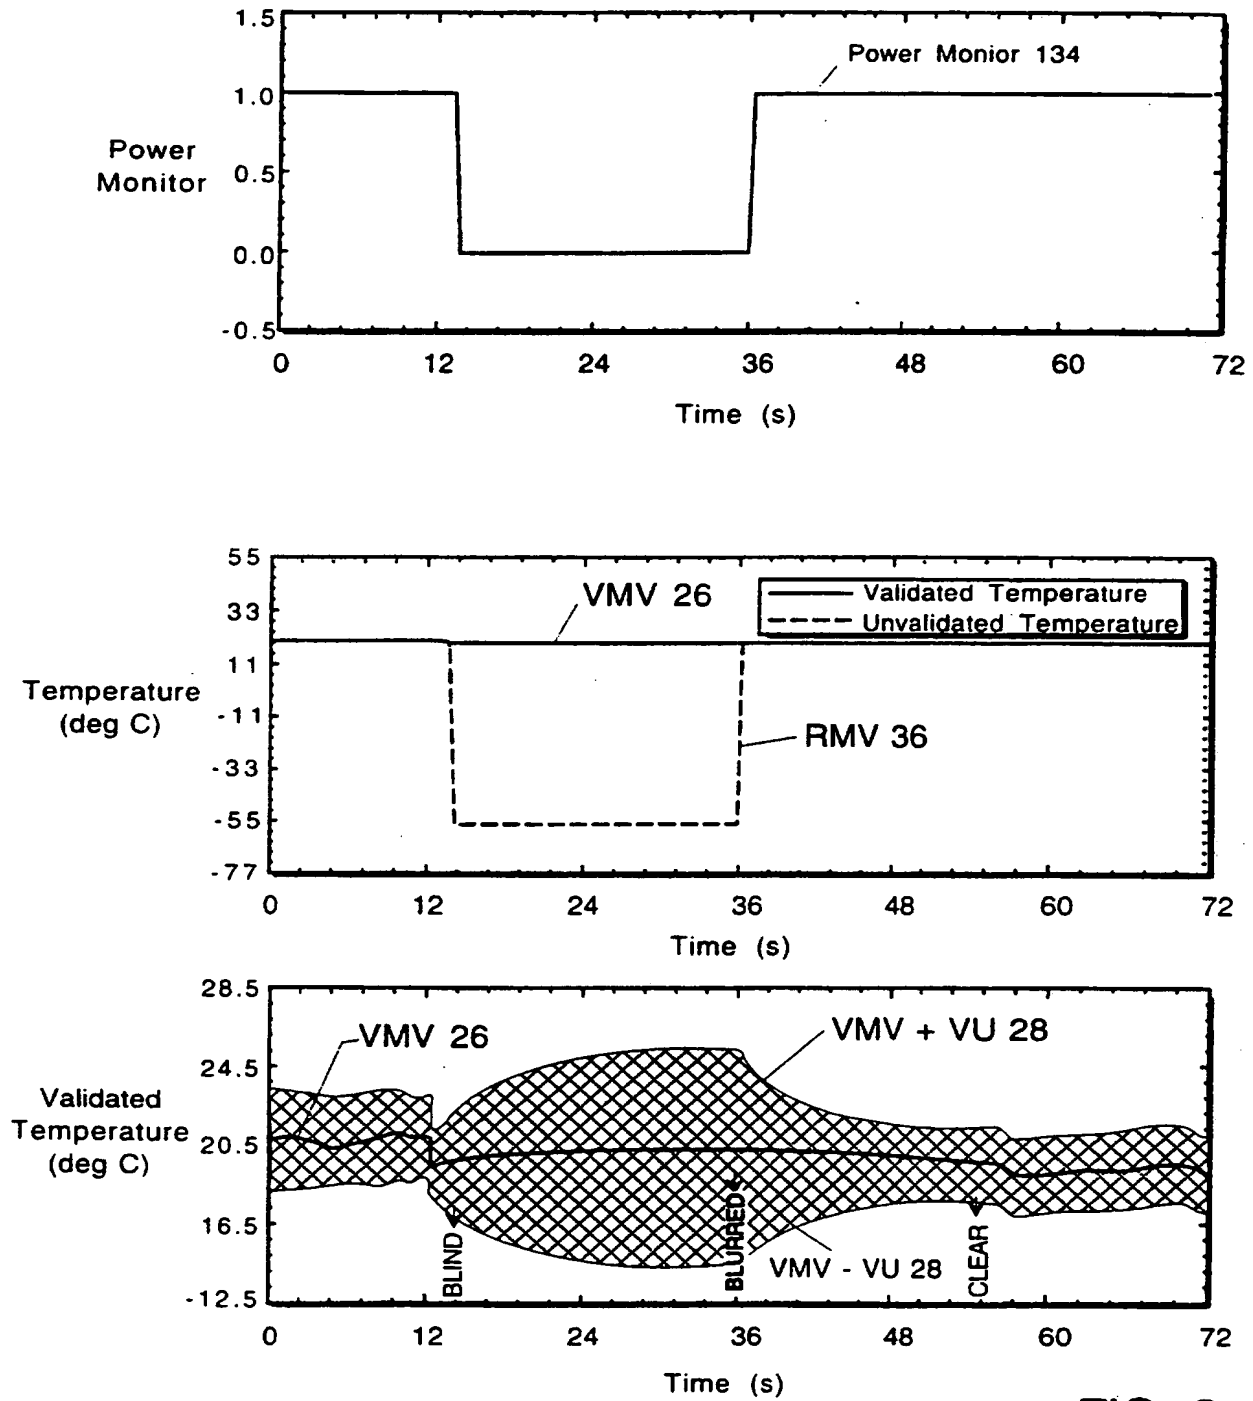 1.5
Power Monior 134
1.0
Power
Monitor
0.5
0.0
-0.5
0 12 24 36 48 60 72
Time (s)
55
VMV 26
Validated Temperature
33
Unvalidated Temperature
11
Temperature
(deg C)
-11
RMV 36
-33
-55
-77
0 12 24 36 48 60 72
Time (s)
28.5
VMV 26
VMV + VU 28
24.5
Validated
Temperature
(deg C)
20.5
16.5
BLIND
BLURRED
CLEAR
VMV - VU 28
-12.5
0 12 24 36 48 60 72
Time (s)